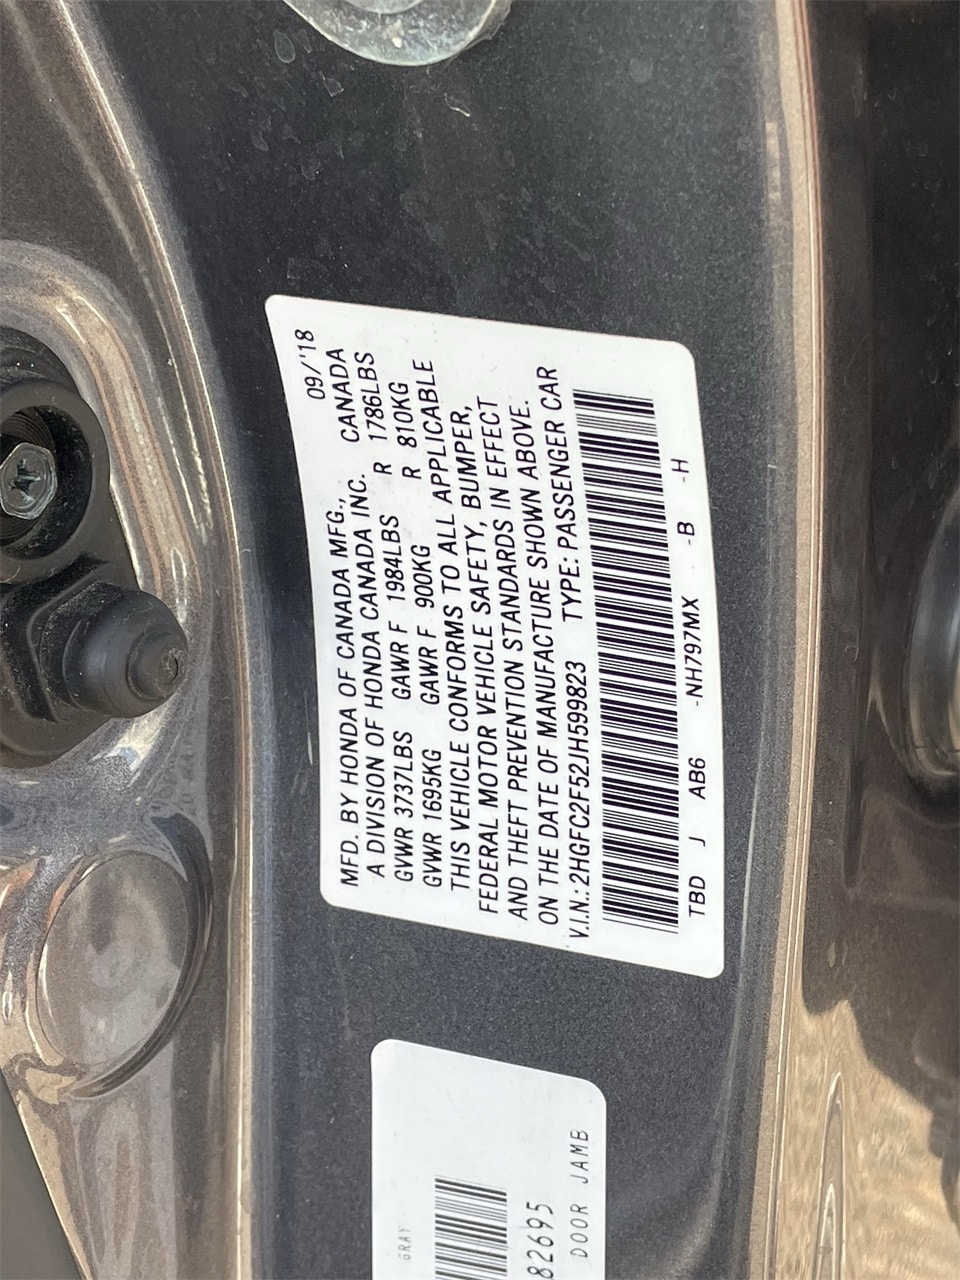 09/'18
MFD. BY HONDA OF CANADA MFG., CANADA
A DIVISION OF HONDA CANADA INC.
GVWR 3737LBS GAWR F 1984LBS R 1786LBS
GVWR 1695KG GAWR F 900KG R 810KG
THIS VEHICLE CONFORMS TO ALL APPLICABLE
FEDERAL MOTOR VEHICLE SAFETY, BUMPER,
AND THEFT PREVENTION STANDARDS IN EFFECT
ON THE DATE OF MANUFACTURE SHOWN ABOVE.
V.I.N.: 2HGFC2F52JH599823 TYPE: PASSENGER CAR
TBD J AB6 -NH797MX -B -H
GRAY
82695
DOOR JAMB